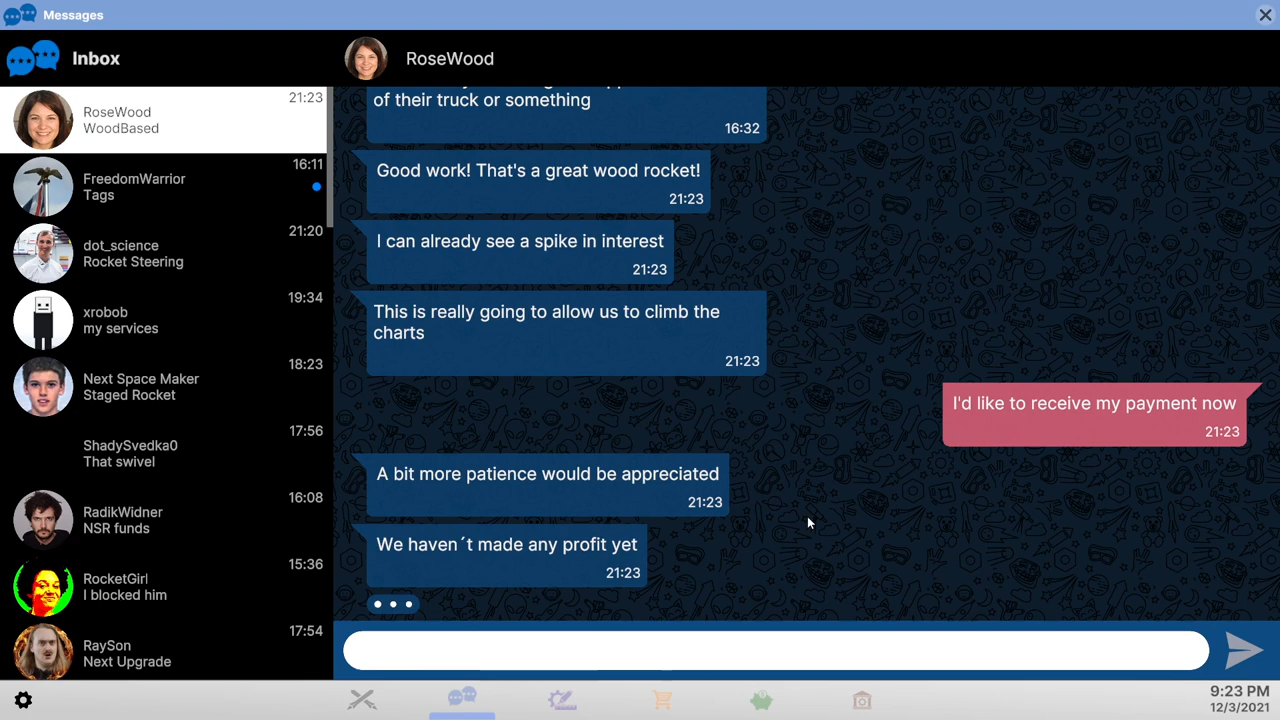 Messages
Inbox
RoseWood
RoseWood
WoodBased
21:23
FreedomWarrior
Tags
16:11
dot_science
Rocket Steering
21:20
xrobob
my services
19:34
Next Space Maker
Staged Rocket
18:23
ShadySvedka0
That swivel
17:56
RadikWidner
NSR funds
16:08
RocketGirl
I blocked him
15:36
RaySon
Next Upgrade
17:54
of their truck or something
16:32
Good work! That's a great wood rocket!
21:23
I can already see a spike in interest
21:23
This is really going to allow us to climb the
charts
21:23
I'd like to receive my payment now
21:23
A bit more patience would be appreciated
21:23
We haven´t made any profit yet
21:23
9:23 PM
12/3/2021